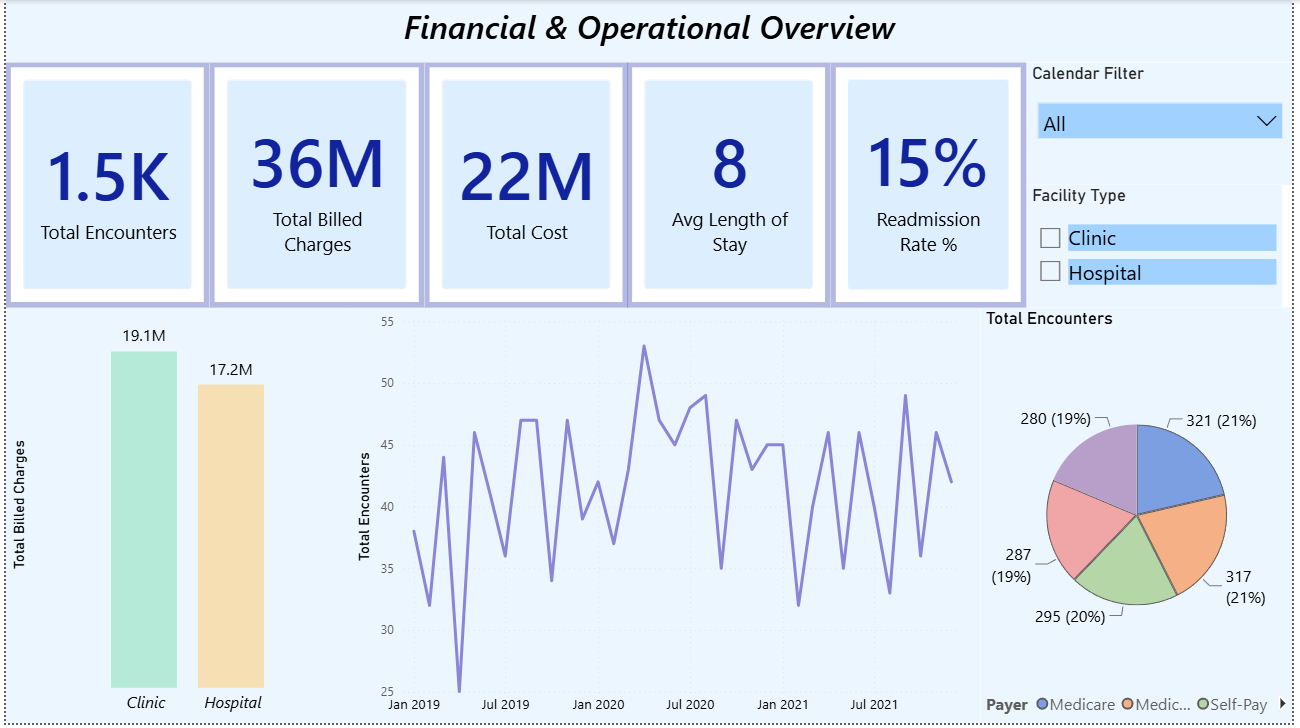 Financial & Operational Overview
1.5K
Total Encounters
36M
Total Billed
Charges
22M
Total Cost
8
Avg Length of
Stay
15%
Readmission
Rate %
Calendar Filter
All
Facility Type
Clinic
Hospital
Total Billed Charges
19.1M
17.2M
Clinic
Hospital
Total Encounters
55
50
45
40
35
30
25
Jan 2019
Jul 2019
Jan 2020
Jul 2020
Jan 2021
Jul 2021
Total Encounters
280 (19%)
321 (21%)
287
(19%)
317
(21%)
295 (20%)
Payer Medicare Medic... Self-Pay